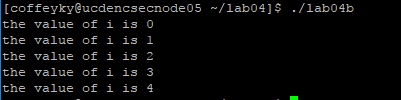 [coffeyky@ucdencsecnode05 ~/lab04]$ ./lab04b
the value of i is 0
the value of i is 1
the value of i is 2
the value of i is 3
the value of i is 4